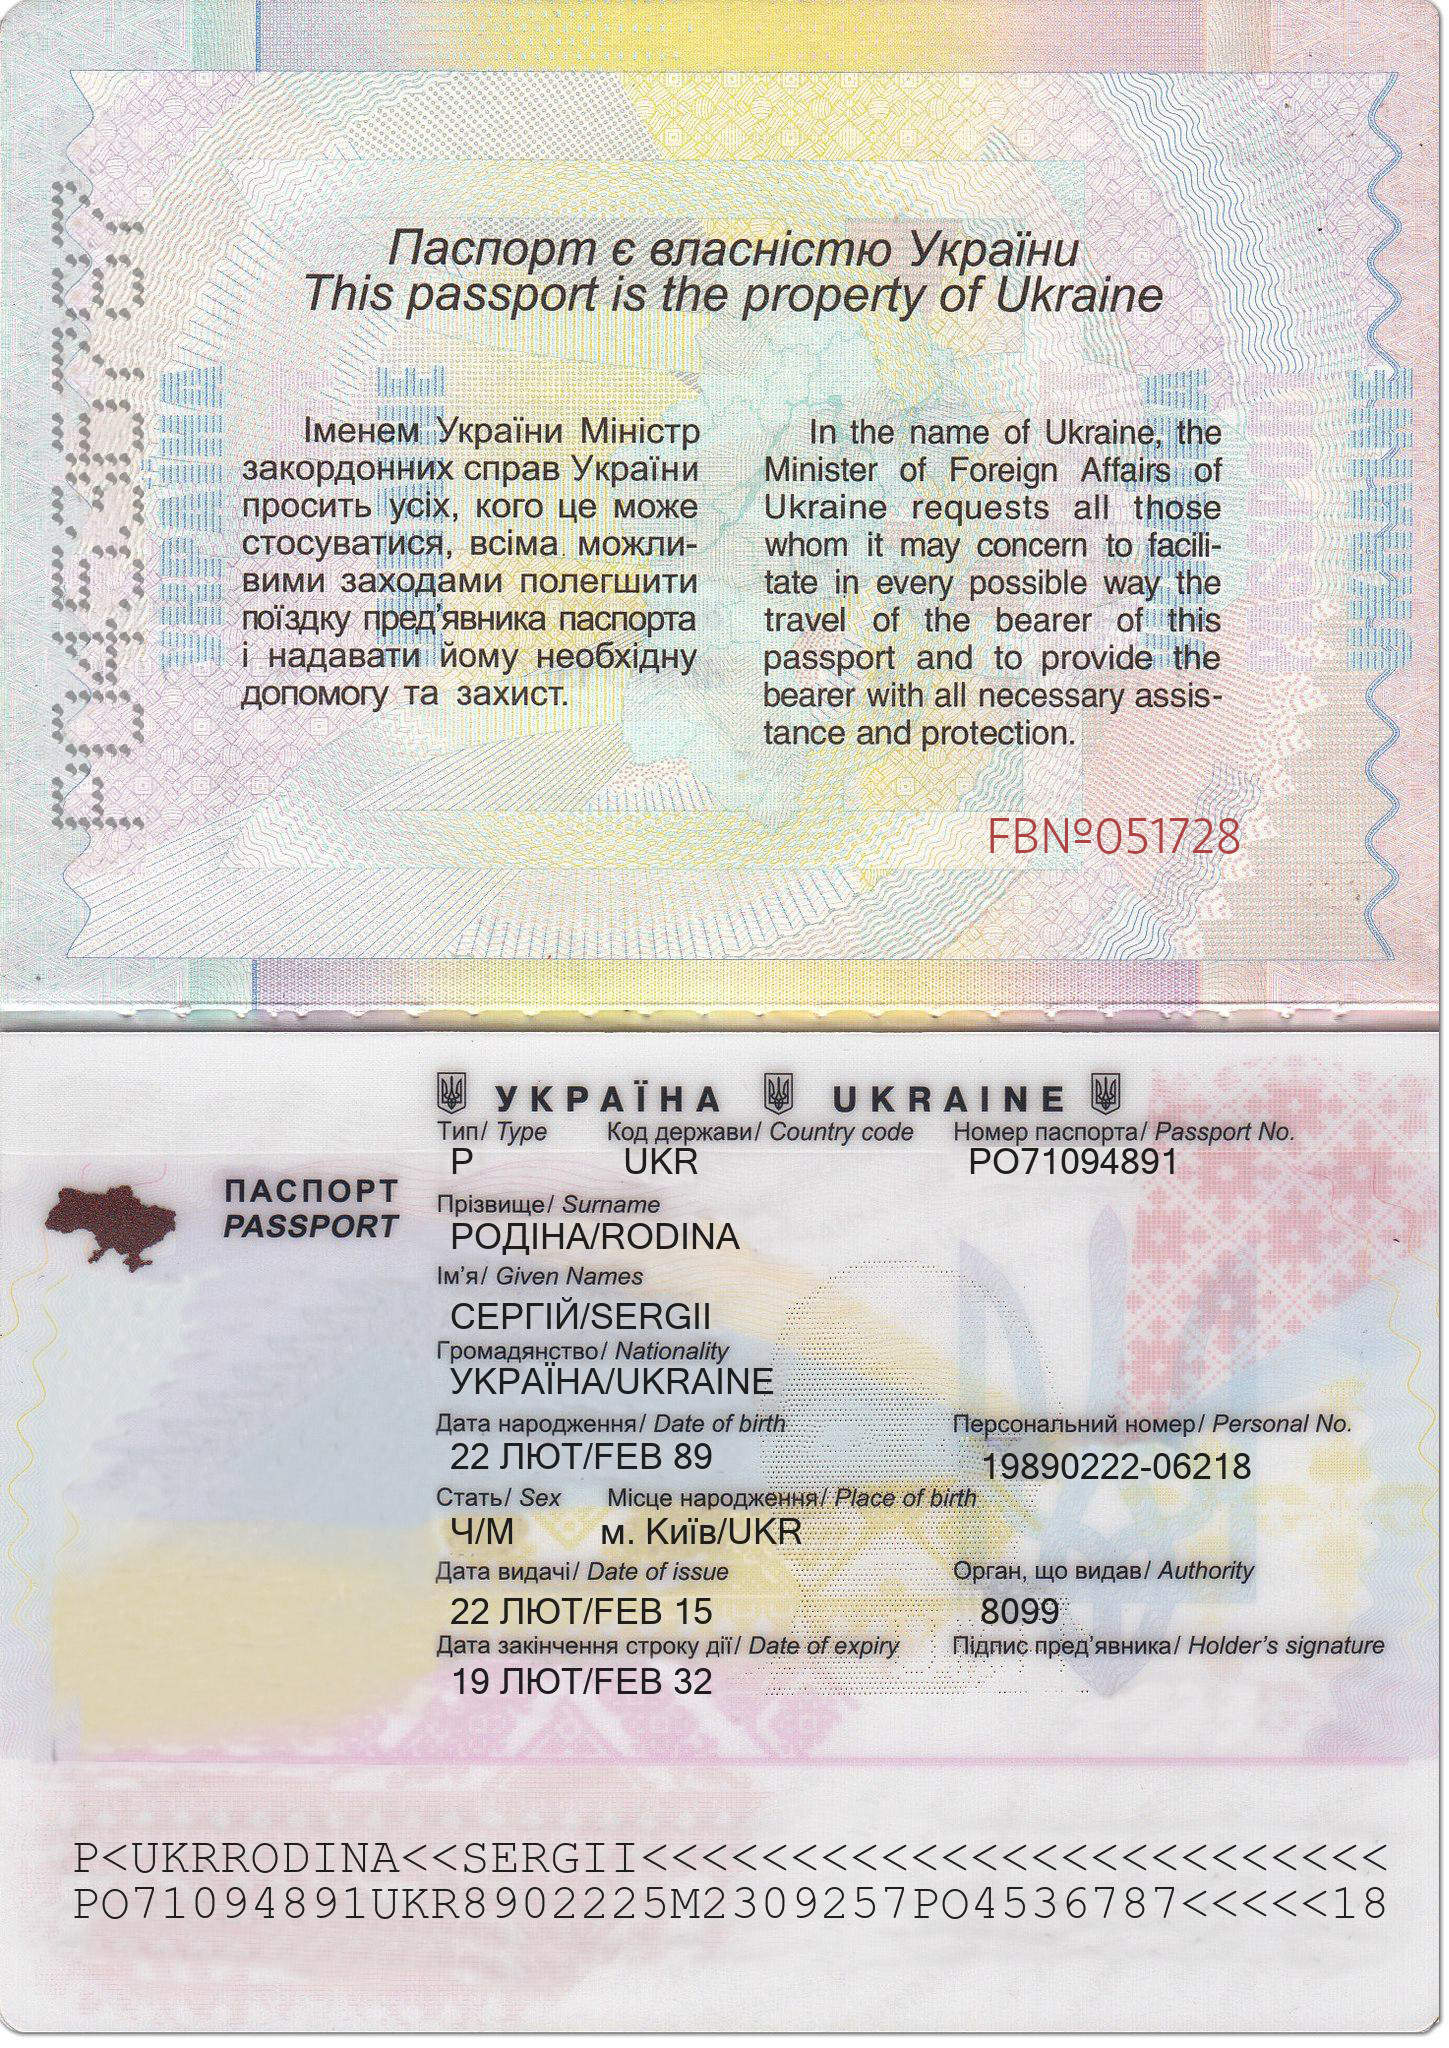 Паспорт є власністю України
This passport is the property of Ukraine
Іменем України Міністр
закордонних справ України
просить усіх, кого це може
стосуватися, всіма можли-
вими заходами полегшити
поїздку пред'явника паспорта
і надавати йому необхідну
допомогу та захист.
In the name of Ukraine, the
Minister of Foreign Affairs of
Ukraine requests all those
whom it may concern to facili-
tate in every possible way the
travel of the bearer of this
passport and to provide the
bearer with all necessary assis-
tance and protection.
FB№051728
УКРАЇНА UKRAINE
Тип/ Type Код держави/ Country code Номер паспорта/ Passport No.
P UKR PO71094891
ПАСПОРТ
PASSPORT
Прізвище/ Surname
РОДІНА/RODINA
Ім'я/ Given Names
СЕРГІЙ/SERGII
Громадянство/ Nationality
УКРАЇНА/UKRAINE
Дата народження/ Date of birth Персональний номер/ Personal No.
22 ЛЮТ/FEB 89 19890222-06218
Стать/ Sex Місце народження/ Place of birth
Ч/М м. Київ/UKR
Дата видачі/ Date of issue Орган, що видав/ Authority
22 ЛЮТ/FEB 15 8099
Дата закінчення строку дії/ Date of expiry Підпис пред'явника/ Holder's signature
19 ЛЮТ/FEB 32
P<UKRRODINA<<SERGII<<<<<<<<<<<<<<<<<<<<<<<<<
PO71094891UKR8902225M2309257PO4536787<<<<<18